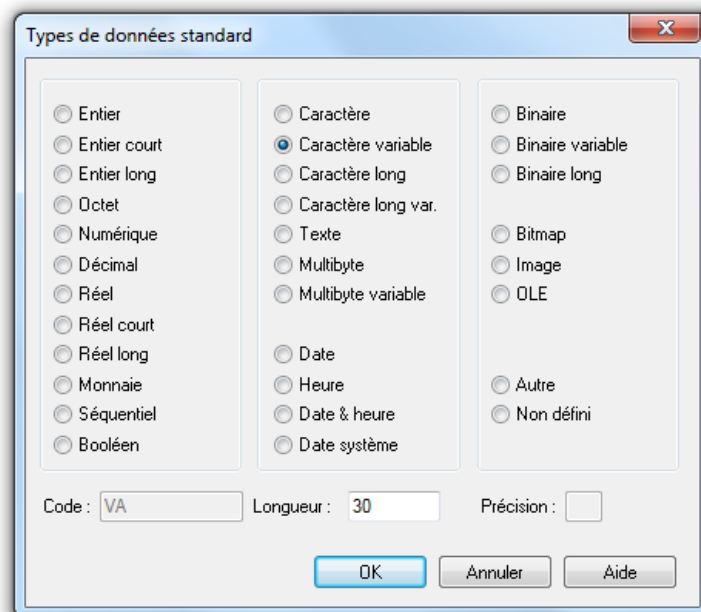 Types de données standard
Entier
Entier court
Entier long
Octet
Numérique
Décimal
Réel
Réel court
Réel long
Monnaie
Séquentiel
Booléen
Caractère
Caractère variable
Caractère long
Caractère long var.
Texte
Multibyte
Multibyte variable
Date
Heure
Date & heure
Date système
Binaire
Binaire variable
Binaire long
Bitmap
Image
OLE
Autre
Non défini
Code : VA Longueur : 30 Précision :
OK Annuler Aide